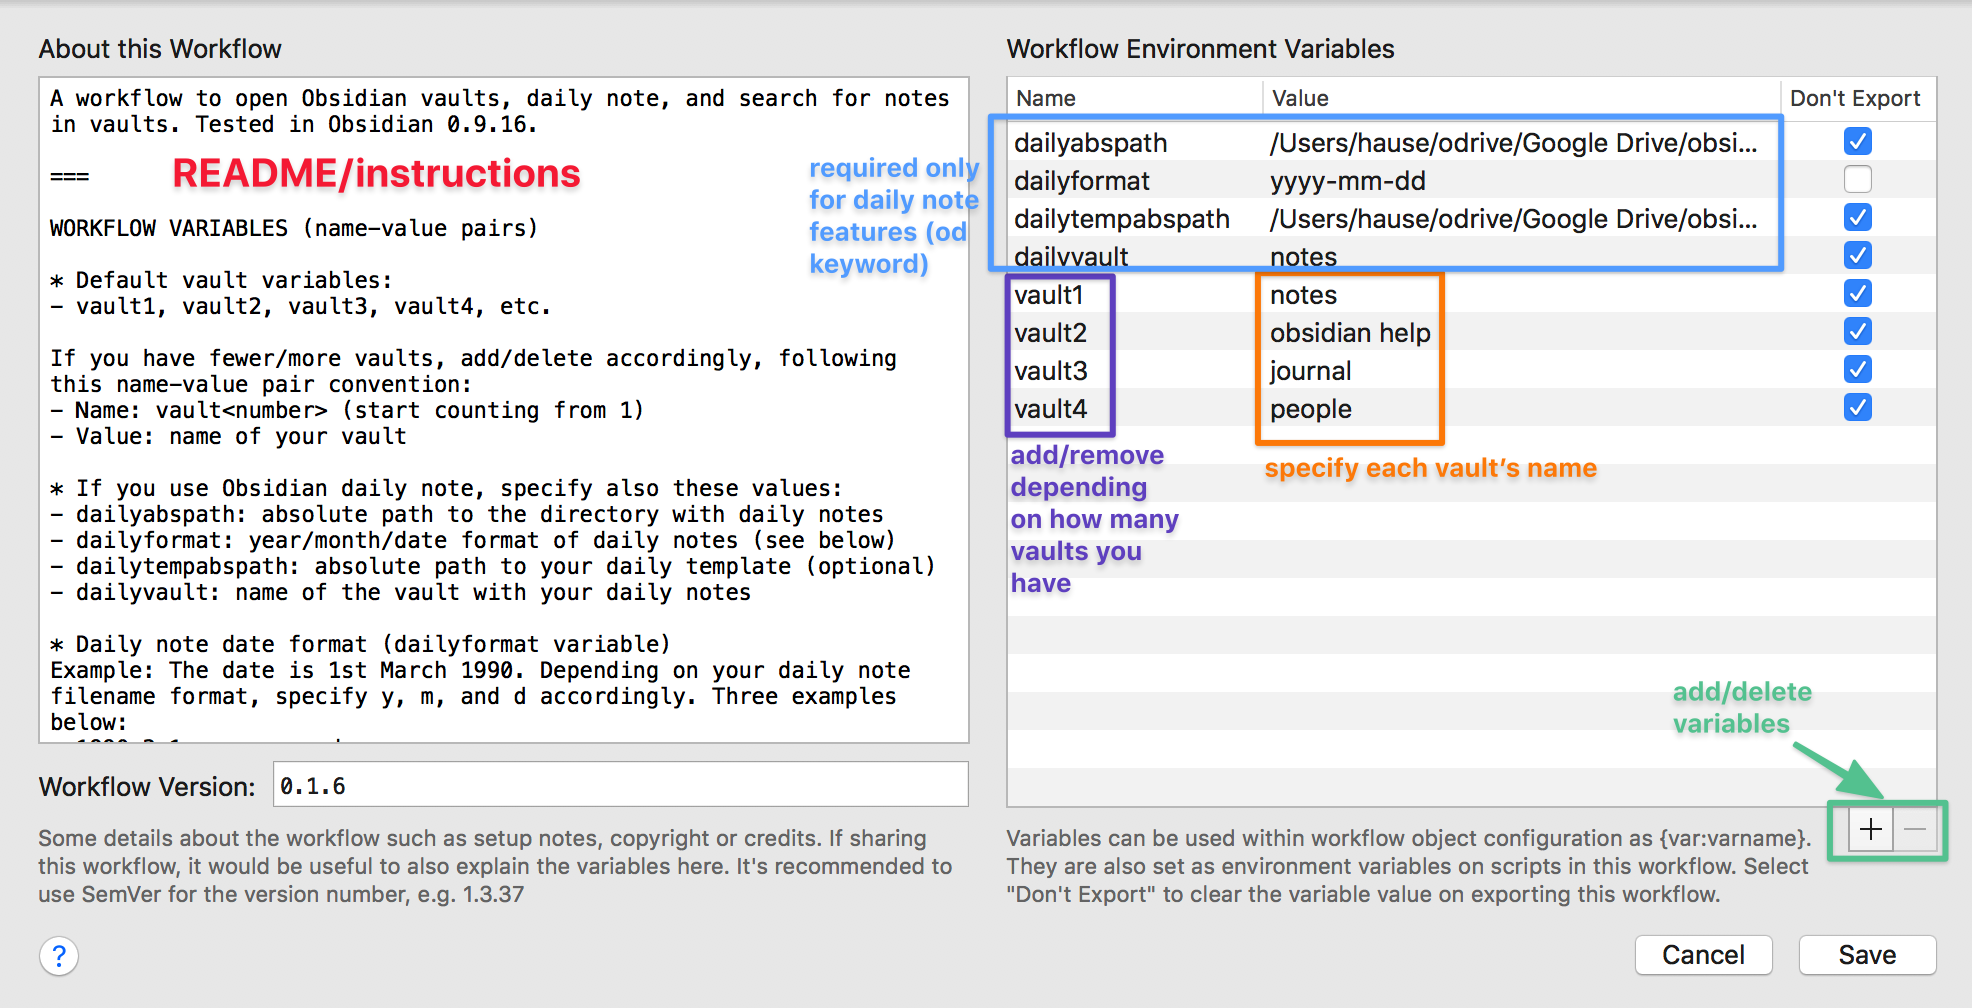 About this Workflow
A workflow to open Obsidian vaults, daily note, and search for notes
in vaults. Tested in Obsidian 0.9.16.
===
README/instructions
WORKFLOW VARIABLES (name-value pairs)
* Default vault variables:
- vault1, vault2, vault3, vault4, etc.
If you have fewer/more vaults, add/delete accordingly, following
this name-value pair convention:
- Name: vault<number> (start counting from 1)
- Value: name of your vault
* If you use Obsidian daily note, specify also these values:
- dailyabspath: absolute path to the directory with daily notes
- dailyformat: year/month/date format of daily notes (see below)
- dailytempabspath: absolute path to your daily template (optional)
- dailyvault: name of the vault with your daily notes
* Daily note date format (dailyformat variable)
Example: The date is 1st March 1990. Depending on your daily note
filename format, specify y, m, and d accordingly. Three examples
below:
Workflow Version: 0.1.6
Some details about the workflow such as setup notes, copyright or credits. If sharing
this workflow, it would be useful to also explain the variables here. It's recommended to
use SemVer for the version number, e.g. 1.3.37
?
required only
for daily note
features (od
keyword)
Workflow Environment Variables
Name Value Don't Export
dailyabspath /Users/hause/odrive/Google Drive/obsi...
dailyformat yyyy-mm-dd
dailytempabspath /Users/hause/odrive/Google Drive/obsi...
dailyvault notes
vault1 notes
vault2 obsidian help
vault3 journal
vault4 people
add/remove
depending
on how many
vaults you
have
specify each vault’s name
add/delete
variables
+ −
Variables can be used within workflow object configuration as {var:varname}.
They are also set as environment variables on scripts in this workflow. Select
"Don't Export" to clear the variable value on exporting this workflow.
Cancel Save